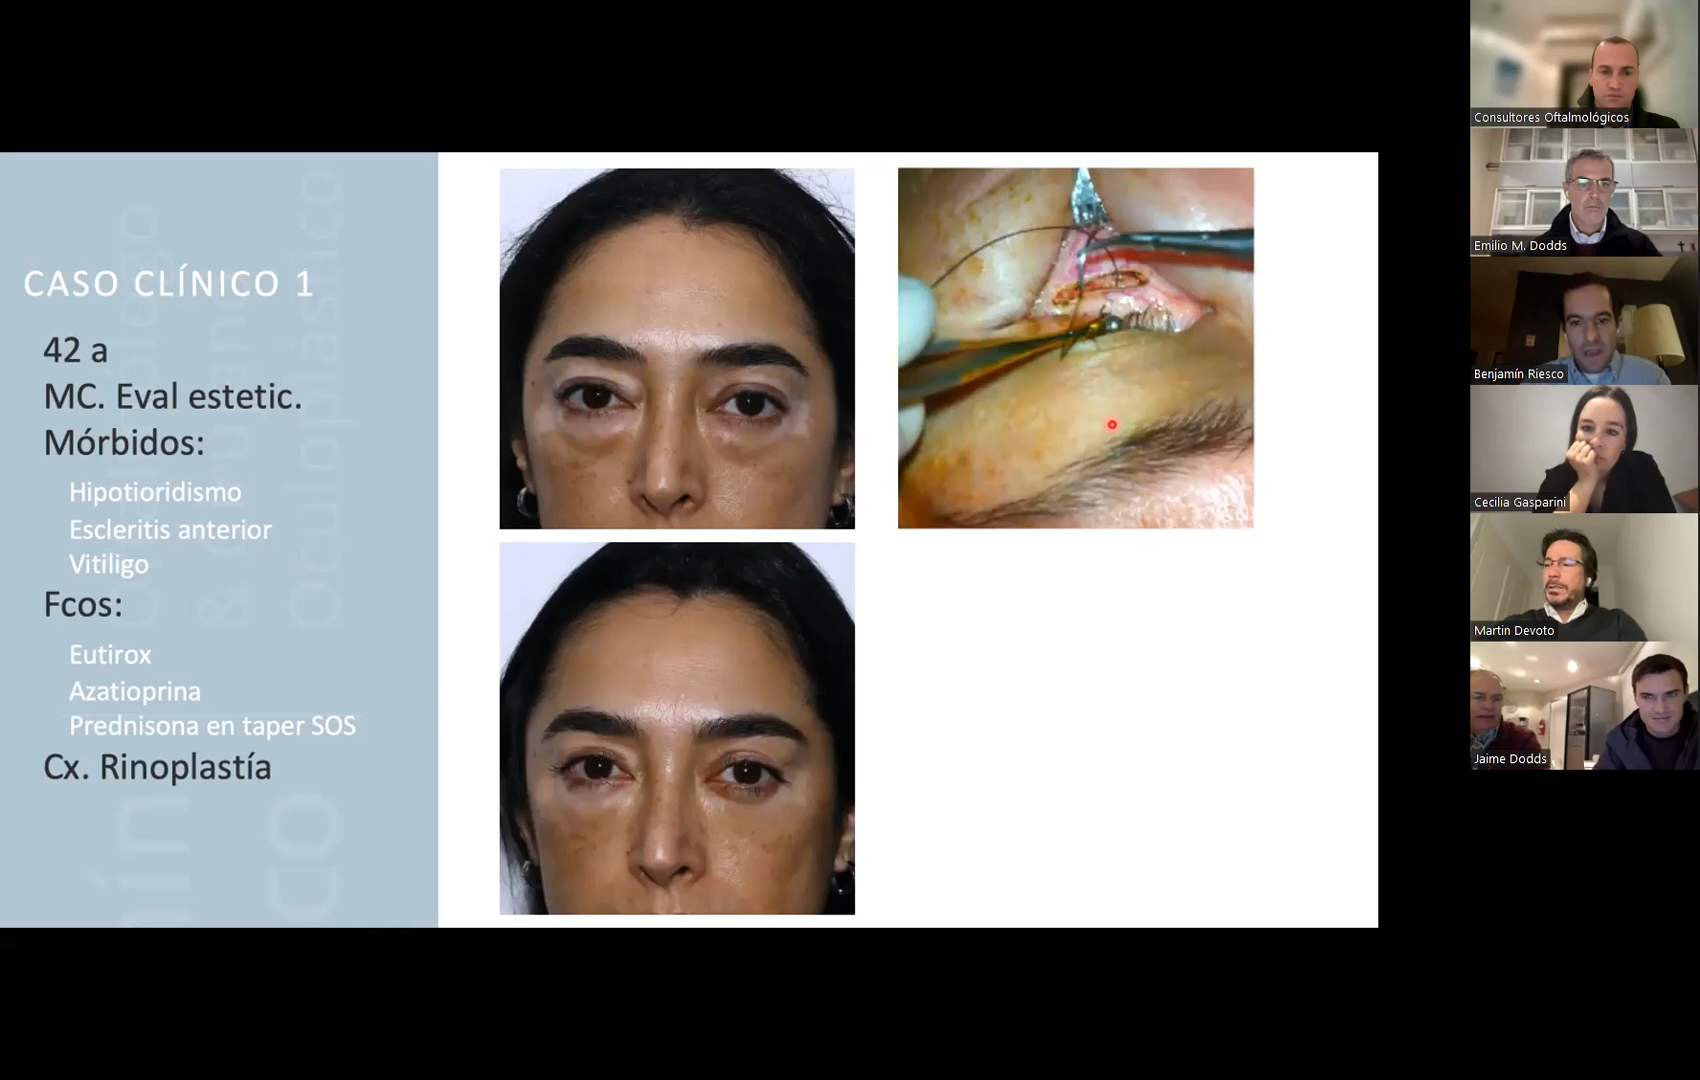 CASO CLÍNICO 1
42 a
MC. Eval estetic.
Mórbidos:
Hipotioridismo
Escleritis anterior
Vitiligo
Fcos:
Eutirox
Azatioprina
Prednisona en taper SOS
Cx. Rinoplastía
Oculoplástico
Consultores Oftalmológicos
Emilio M. Dodds
Benjamín Riesco
Cecilia Gasparini
Martin Devoto
Jaime Dodds